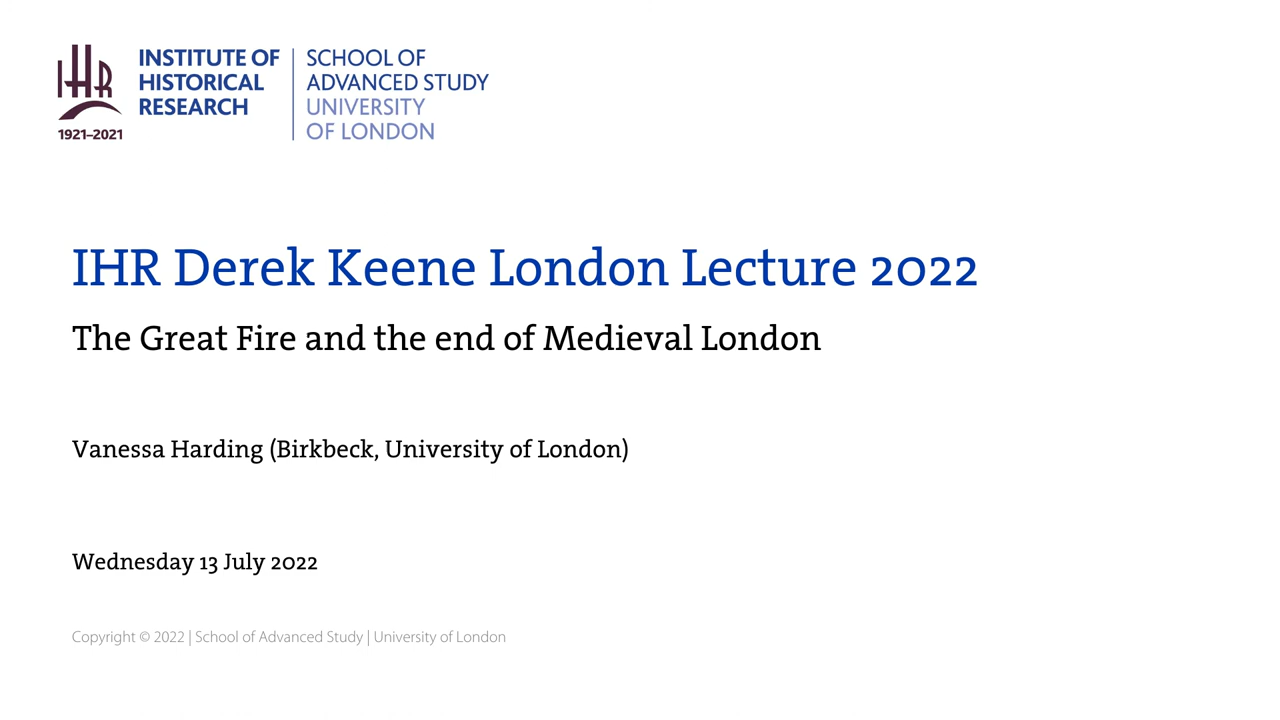 IHR
1921–2021
INSTITUTE OF
HISTORICAL
RESEARCH
SCHOOL OF
ADVANCED STUDY
UNIVERSITY
OF LONDON
IHR Derek Keene London Lecture 2022
The Great Fire and the end of Medieval London
Vanessa Harding (Birkbeck, University of London)
Wednesday 13 July 2022
Copyright © 2022 | School of Advanced Study | University of London